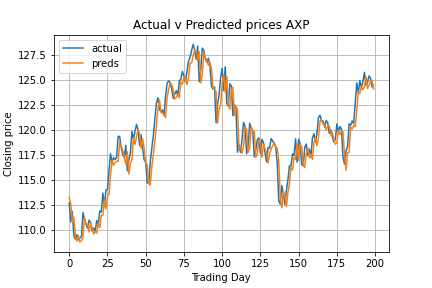 Actual v Predicted prices AXP
actual
preds
127.5
125.0
122.5
120.0
117.5
115.0
112.5
110.0
Closing price
0 25 50 75 100 125 150 175 200
Trading Day